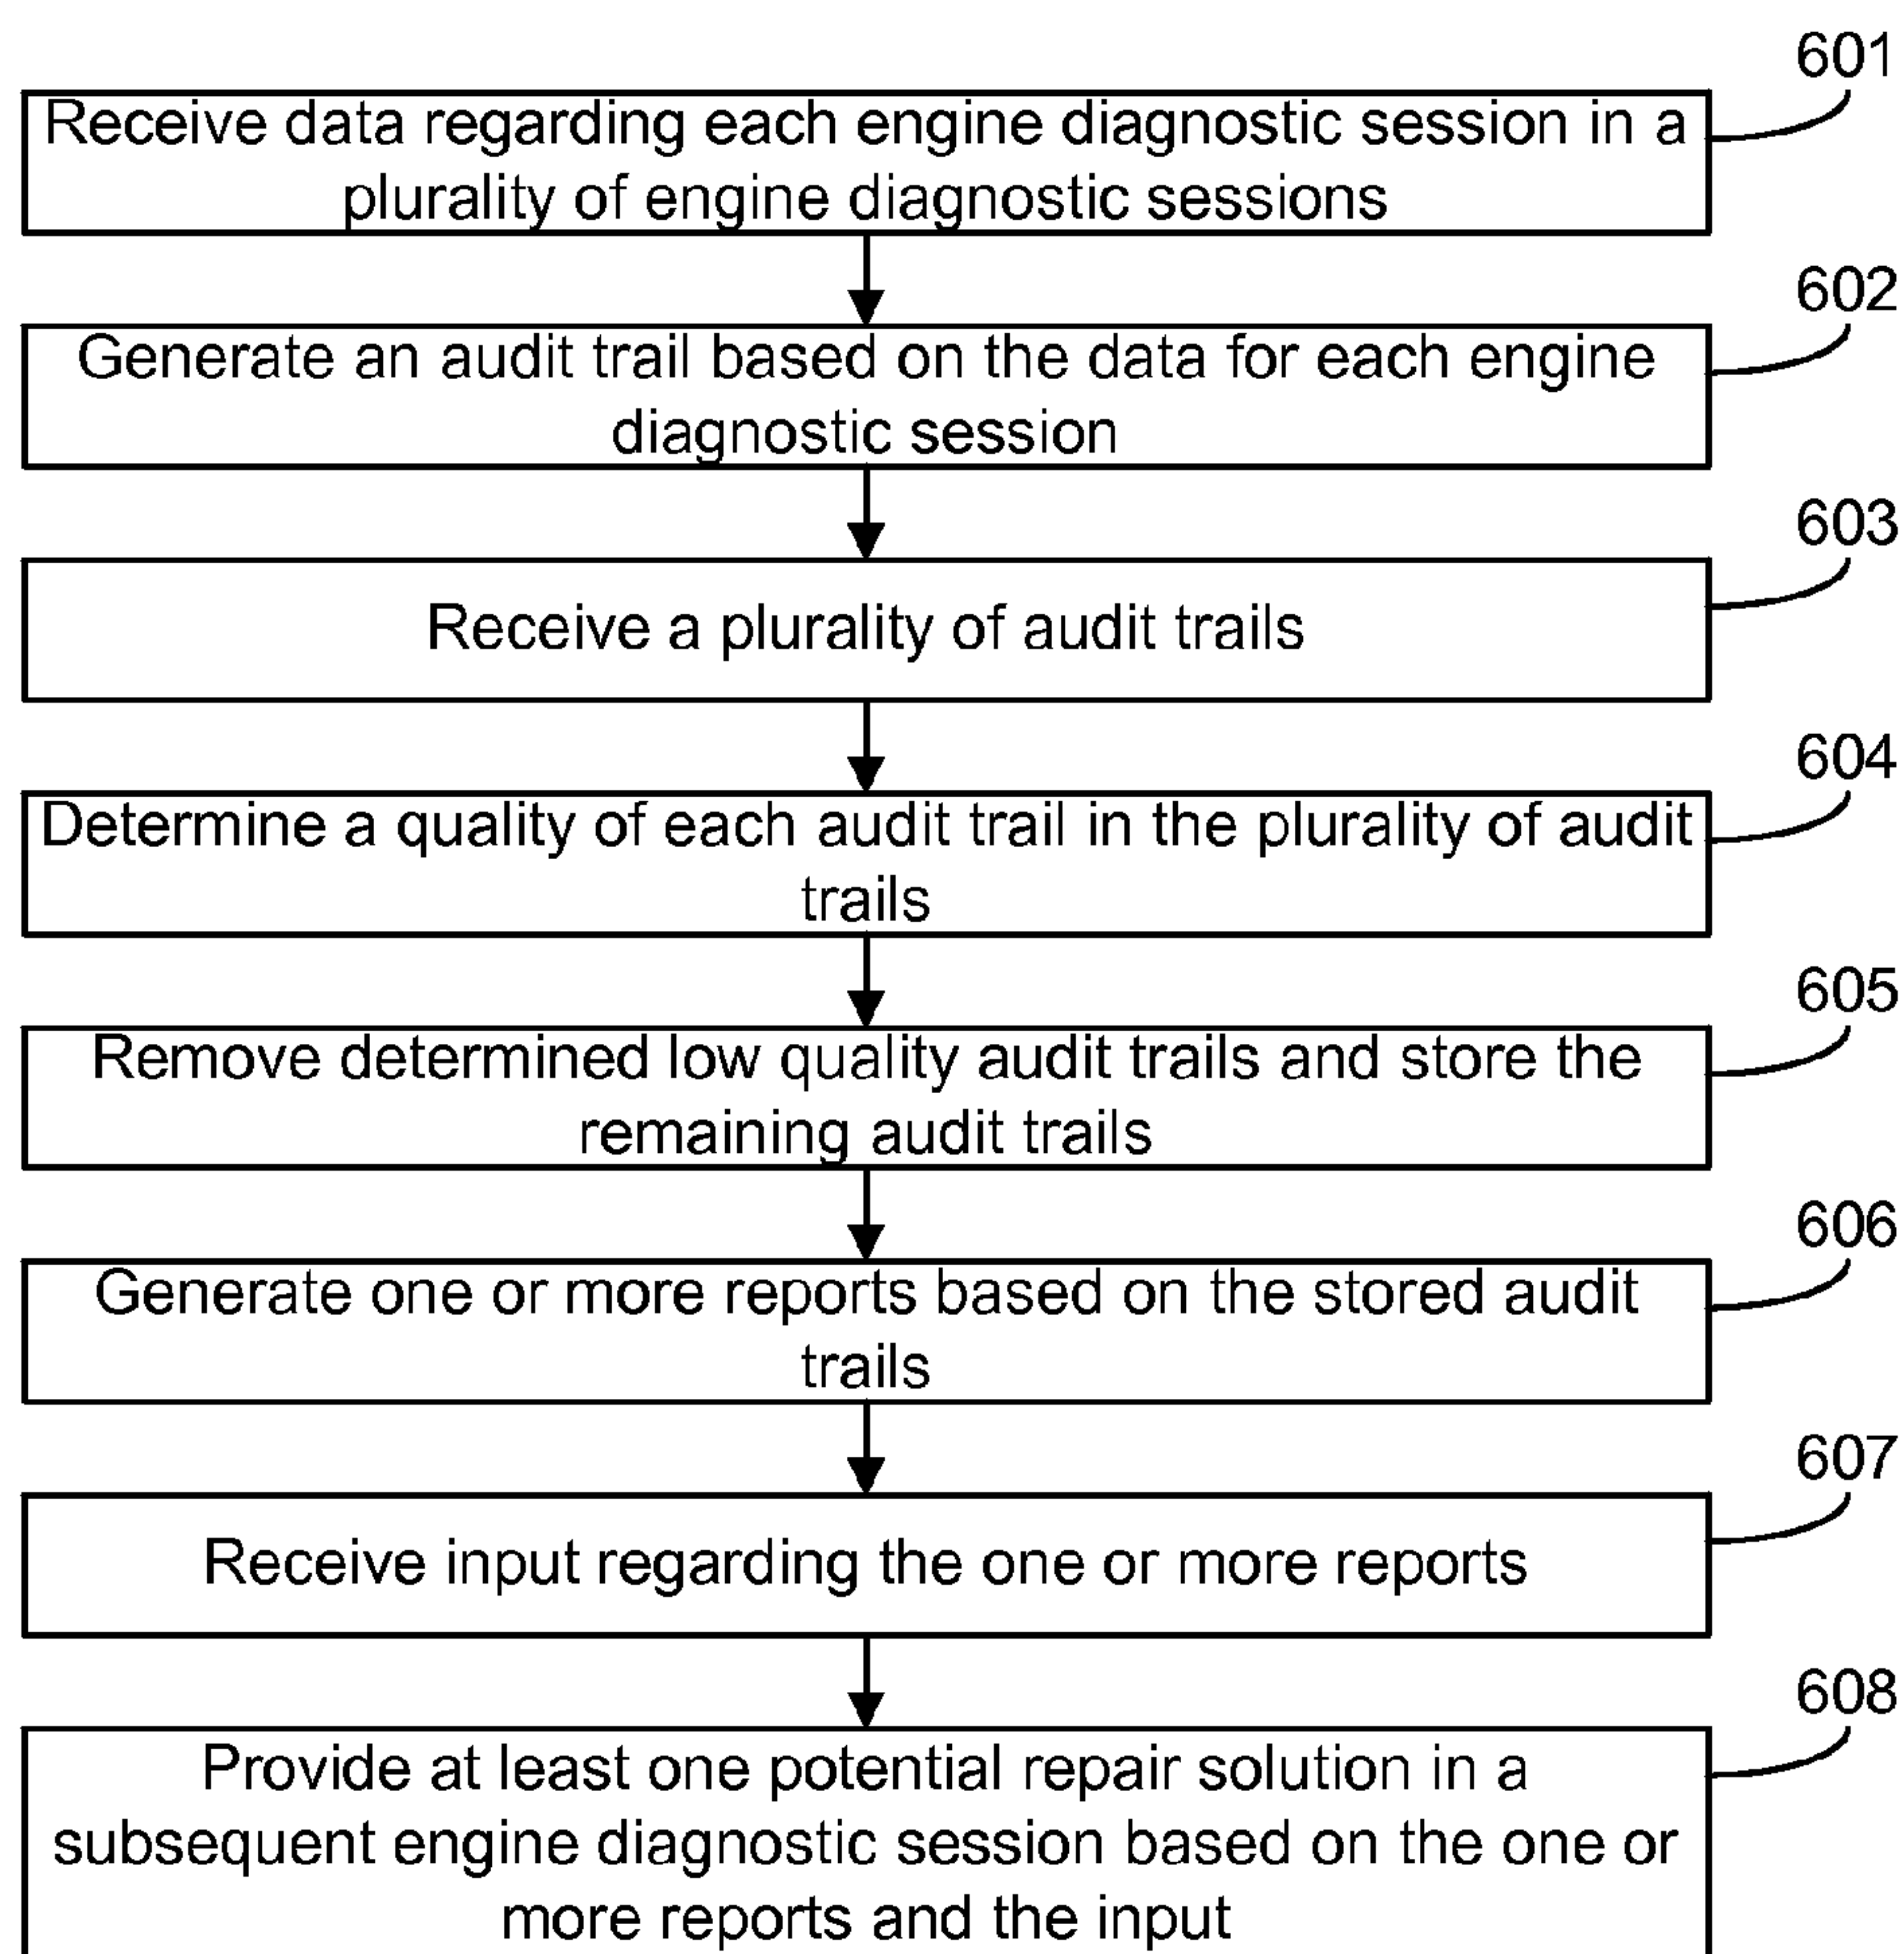 601
Receive data regarding each engine diagnostic session in a
plurality of engine diagnostic sessions
602
Generate an audit trail based on the data for each engine
diagnostic session
603
Receive a plurality of audit trails
604
Determine a quality of each audit trail in the plurality of audit
trails
605
Remove determined low quality audit trails and store the
remaining audit trails
606
Generate one or more reports based on the stored audit
trails
607
Receive input regarding the one or more reports
608
Provide at least one potential repair solution in a
subsequent engine diagnostic session based on the one or
more reports and the input